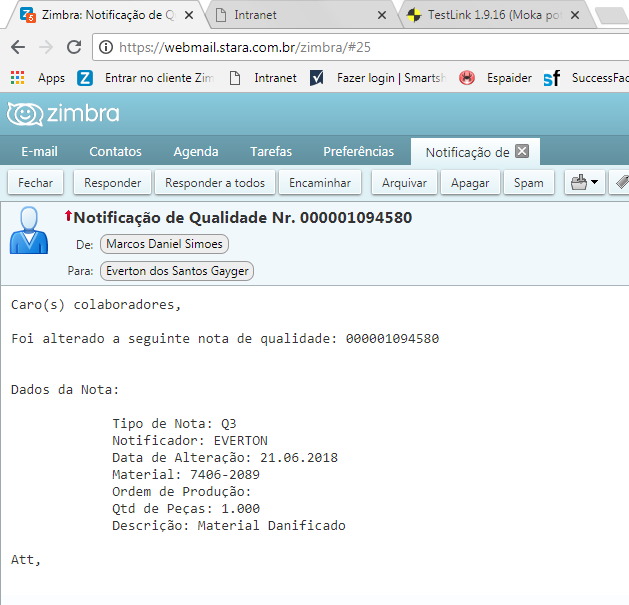 Zimbra: Notificação de Q
Intranet
TestLink 1.9.16 (Moka po
https://webmail.stara.com.br/zimbra/#25
Apps Entrar no cliente Zim Intranet Fazer login | Smartsh Espaider sf SuccessFac
zimbra
E-mail Contatos Agenda Tarefas Preferências Notificação de
Fechar Responder Responder a todos Encaminhar Arquivar Apagar Spam
Notificação de Qualidade Nr. 000001094580
De: Marcos Daniel Simoes
Para: Everton dos Santos Gayger
Caro(s) colaboradores,
Foi alterado a seguinte nota de qualidade: 000001094580
Dados da Nota:
Tipo de Nota: Q3
Notificador: EVERTON
Data de Alteração: 21.06.2018
Material: 7406-2089
Ordem de Produção:
Qtd de Peças: 1.000
Descrição: Material Danificado
Att,